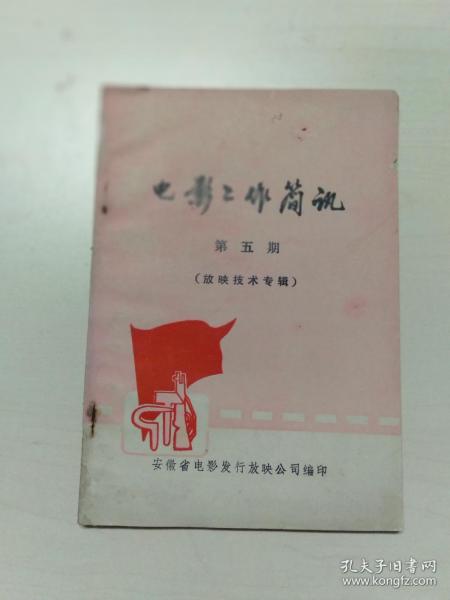 电影工作简讯
第五期
(放映技术专辑)
安徽省电影发行放映公司编印
孔夫子旧书网
www.kongfz.com